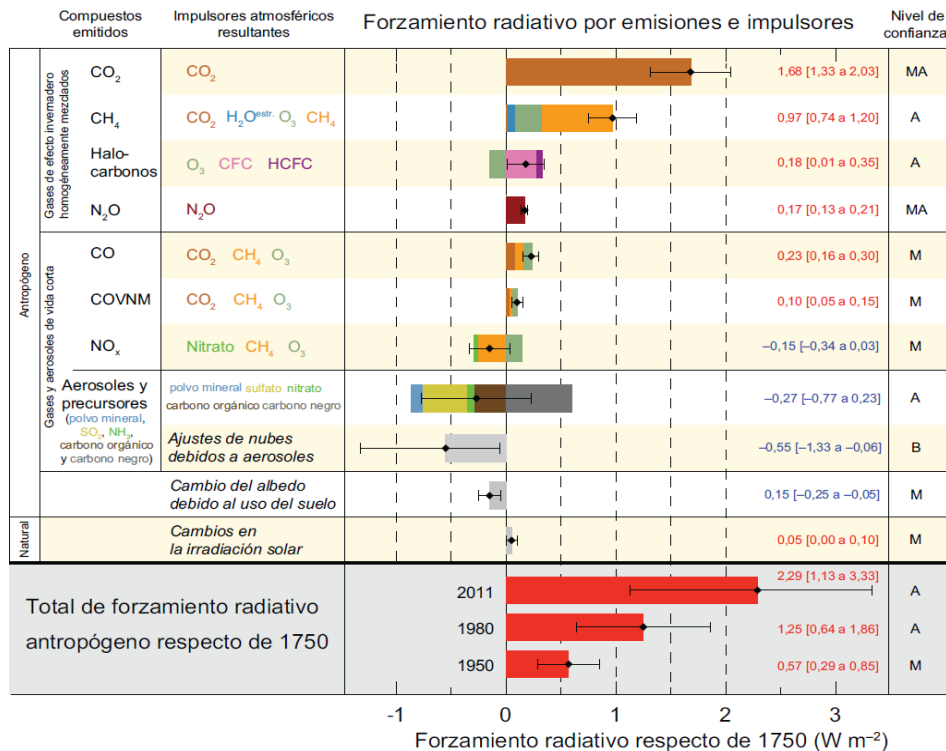 Compuestos emitidos
Impulsores atmosféricos resultantes
Forzamiento radiativo por emisiones e impulsores
Nivel de confianza
Antropógeno
Gases de efecto invernadero homogéneamente mezclados
CO₂
CO₂
1,68 [1,33 a 2,03]
MA
CH₄
CO₂ H₂Oestr. O₃ CH₄
0,97 [0,74 a 1,20]
A
Halo-
carbonos
O₃ CFC HCFC
0,18 [0,01 a 0,35]
A
N₂O
N₂O
0,17 [0,13 a 0,21]
MA
Gases y aerosoles de vida corta
CO
CO₂ CH₄ O₃
0,23 [0,16 a 0,30]
M
COVNM
CO₂ CH₄ O₃
0,10 [0,05 a 0,15]
M
NOₓ
Nitrato CH₄ O₃
–0,15 [–0,34 a 0,03]
M
Aerosoles y
precursores
(polvo mineral,
SO₂, NH₃,
carbono orgánico
y carbono negro)
polvo mineral sulfato nitrato
carbono orgánico carbono negro
–0,27 [–0,77 a 0,23]
A
Ajustes de nubes
debidos a aerosoles
–0,55 [–1,33 a –0,06]
B
Cambio del albedo
debido al uso del suelo
0,15 [–0,25 a –0,05]
M
Natural
Cambios en
la irradiación solar
0,05 [0,00 a 0,10]
M
Total de forzamiento radiativo
antropógeno respecto de 1750
2011
2,29 [1,13 a 3,33]
A
1980
1,25 [0,64 a 1,86]
A
1950
0,57 [0,29 a 0,85]
M
-1 0 1 2 3
Forzamiento radiativo respecto de 1750 (W m⁻²)